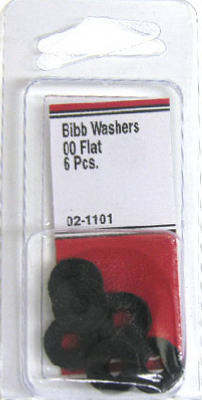 Bibb Washers
00 Flat
6 Pcs.
02-1101